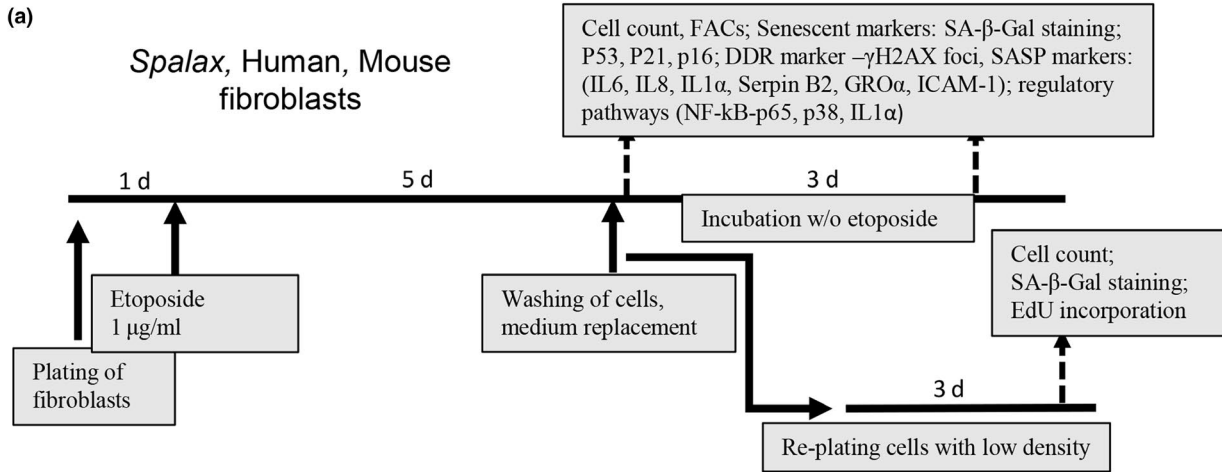 (a)
Spalax, Human, Mouse
fibroblasts
Cell count, FACs; Senescent markers: SA-β-Gal staining;
P53, P21, p16; DDR marker –γH2AX foci, SASP markers:
(IL6, IL8, IL1α, Serpin B2, GROα, ICAM-1); regulatory
pathways (NF-kB-p65, p38, IL1α)
1 d
5 d
3 d
Incubation w/o etoposide
Etoposide
1 µg/ml
Plating of
fibroblasts
Washing of cells,
medium replacement
Cell count;
SA-β-Gal staining;
EdU incorporation
3 d
Re-plating cells with low density